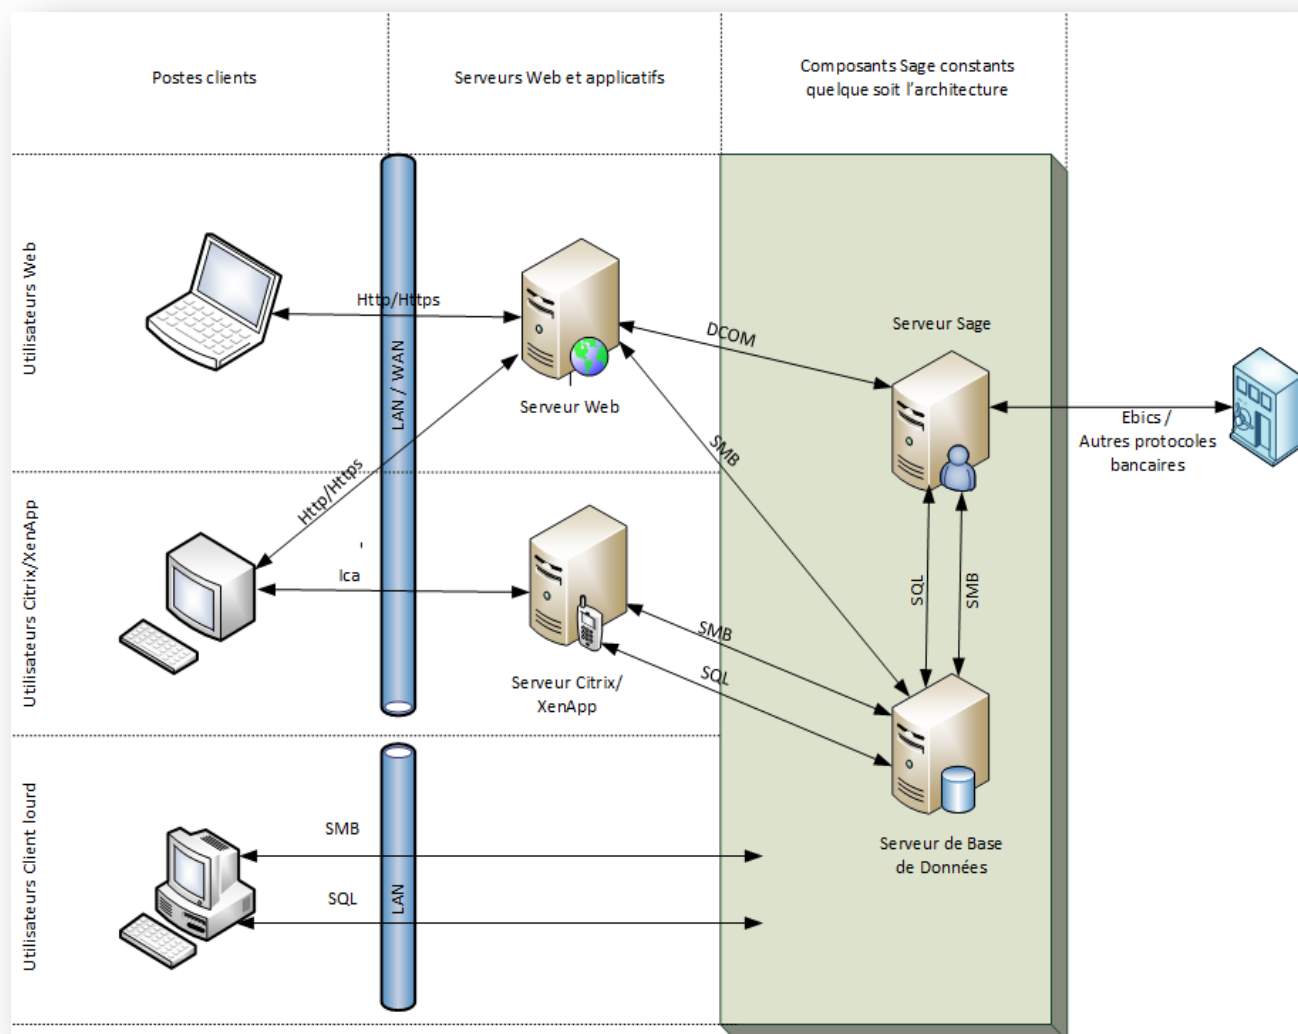 Postes clients
Serveurs Web et applicatifs
Composants Sage constants
quelque soit l'architecture
Utilisateurs Web
Http/Https
LAN / WAN
Serveur Web
DCOM
Serveur Sage
SMB
Ebics /
Autres protocoles
bancaires
Utilisateurs Citrix/XenApp
Http/Https
Ica
Serveur Citrix/
XenApp
SMB
SQL
SQL
SMB
Utilisateurs Client lourd
SMB
SQL
LAN
Serveur de Base
de Données